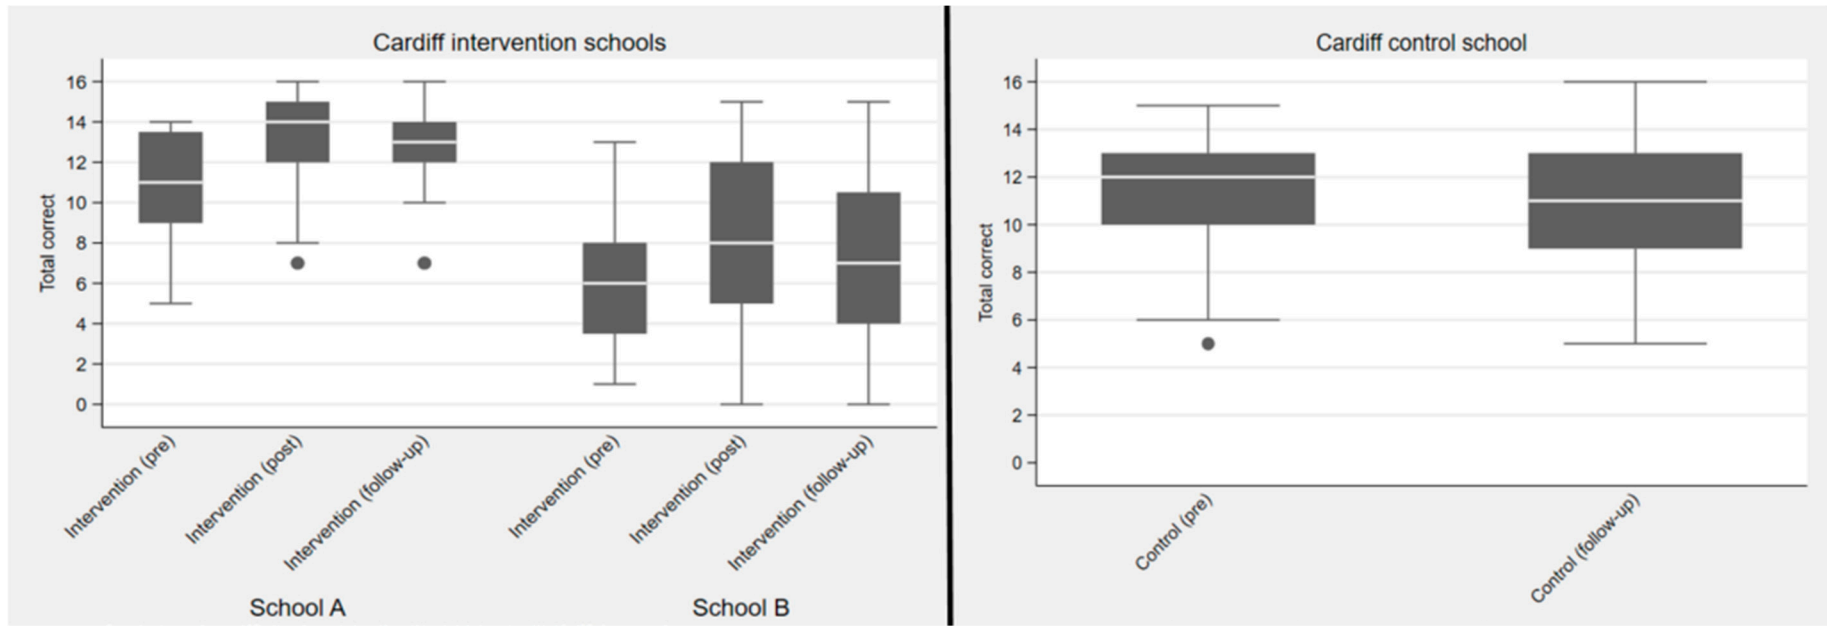 Cardiff intervention schools
Total correct
16
14
12
10
8
6
4
2
0
Intervention (pre)
Intervention (post)
Intervention (follow-up)
Intervention (pre)
Intervention (post)
Intervention (follow-up)
School A
School B
Cardiff control school
Total correct
16
14
12
10
8
6
4
2
0
Control (pre)
Control (follow-up)